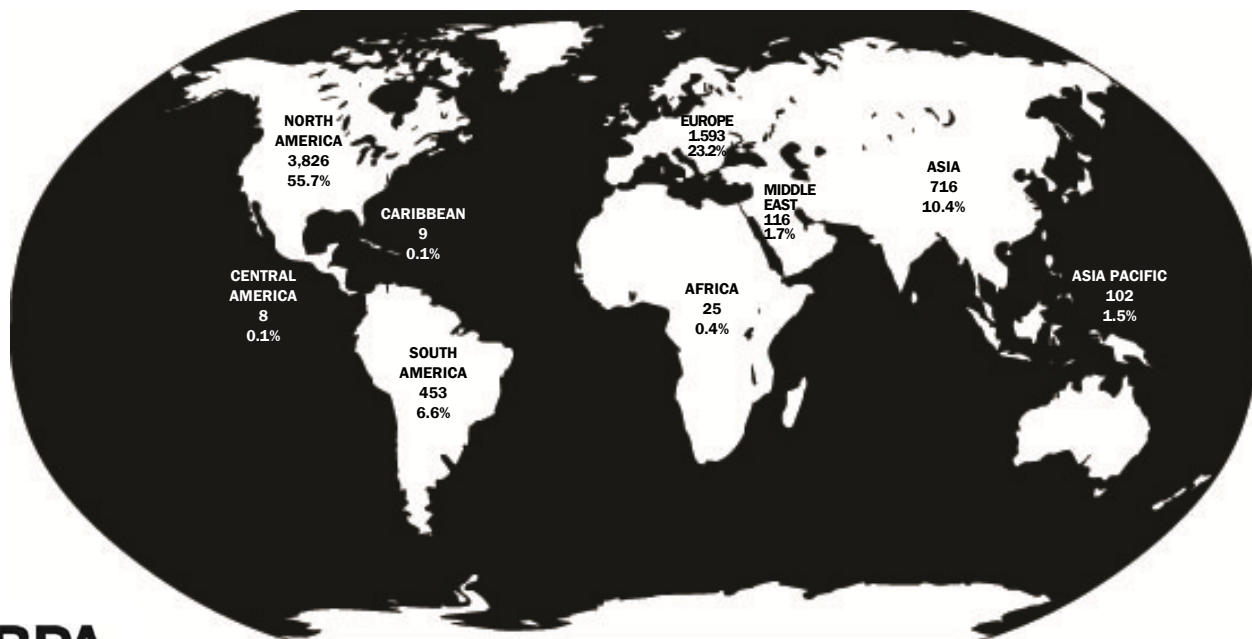 NORTH
AMERICA
3,826
55.7%
CARIBBEAN
9
0.1%
CENTRAL
AMERICA
8
0.1%
SOUTH
AMERICA
453
6.6%
EUROPE
1.593
23.2%
MIDDLE
EAST
116
1.7%
AFRICA
25
0.4%
ASIA
716
10.4%
ASIA PACIFIC
102
1.5%